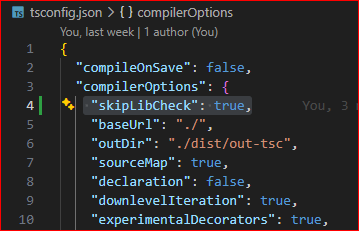 tsconfig.json > {} compilerOptions
You, last week | 1 author (You)
1 {
2 "compileOnSave": false,
3 "compilerOptions": {
4 "skipLibCheck": true, You, 3
5 "baseUrl": "./",
6 "outDir": "./dist/out-tsc",
7 "sourceMap": true,
8 "declaration": false,
9 "downlevelIteration": true,
10 "experimentalDecorators": true,